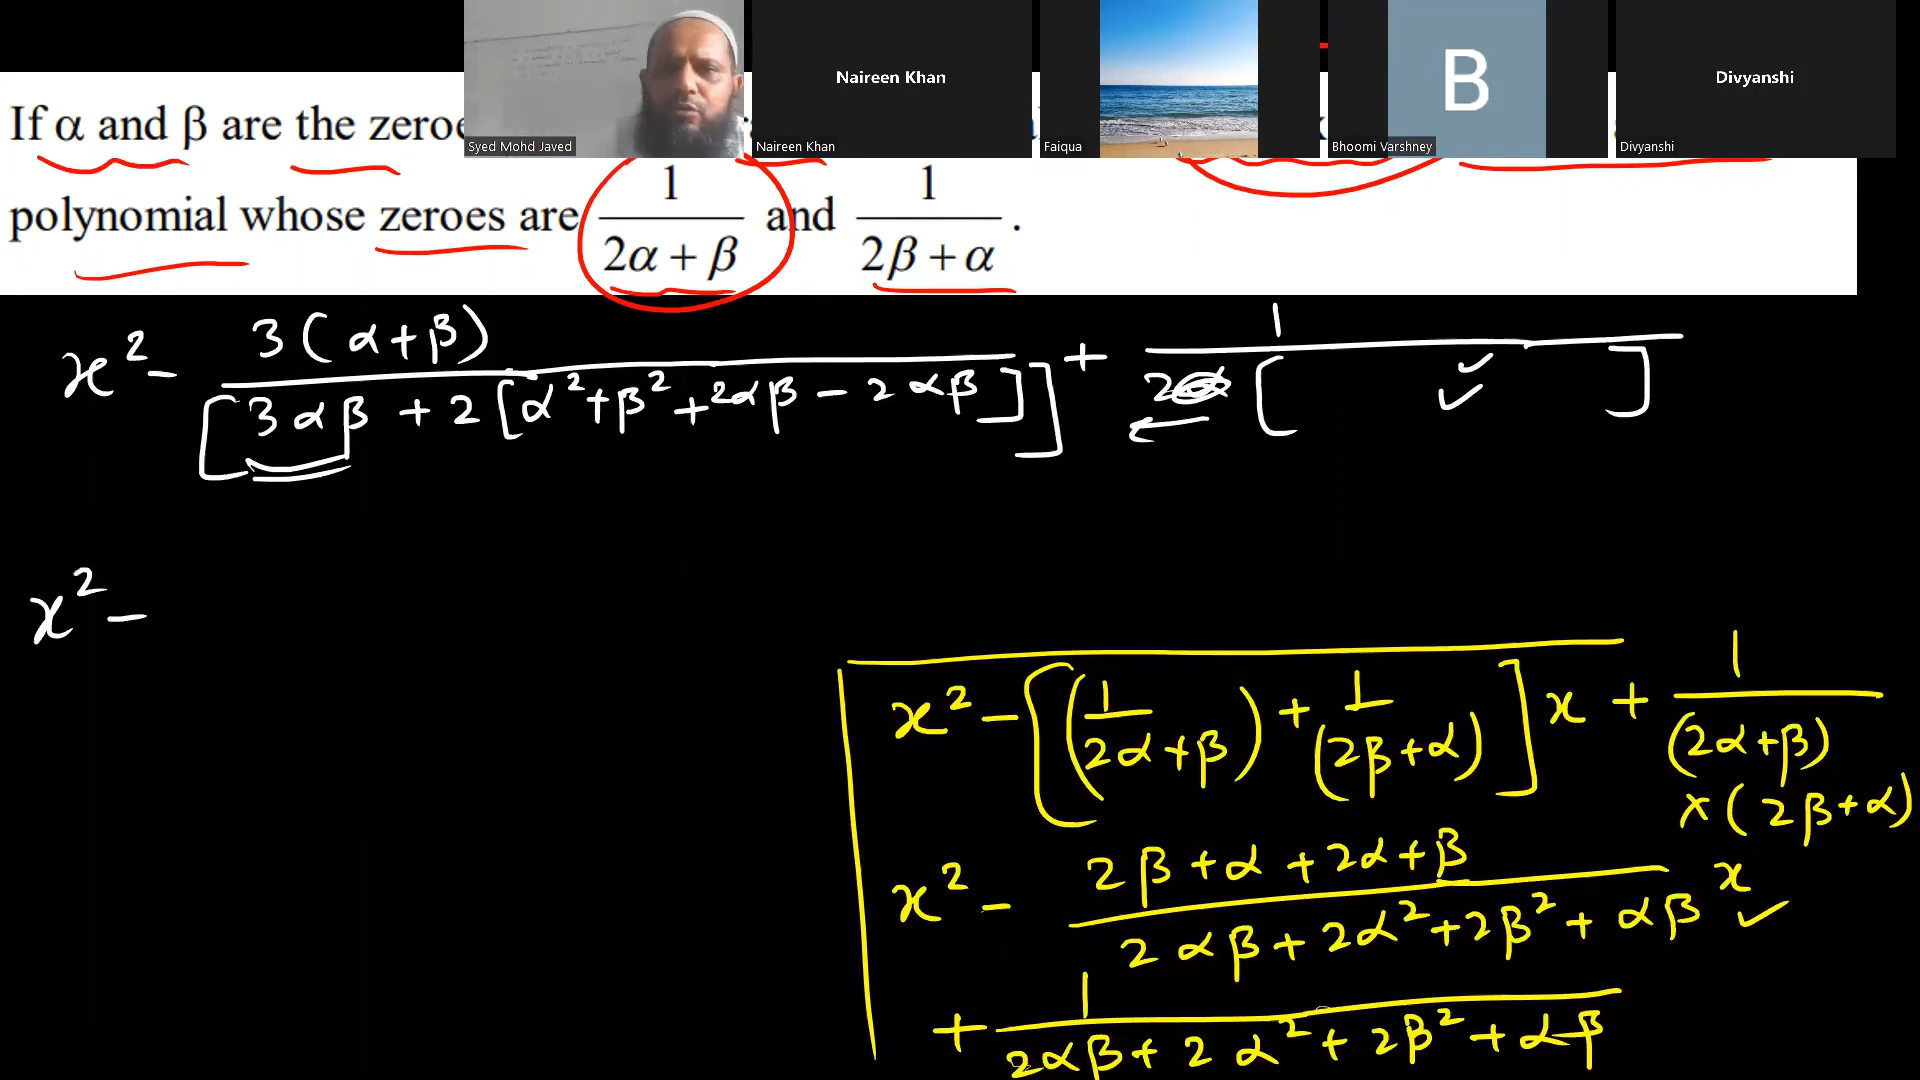 Naireen Khan
B
Divyanshi
Syed Mohd Javed
Naireen Khan
Faiqua
Bhoomi Varshney
Divyanshi
If α and β are the
polynomial whose zeroes are 1/(2α + β) and 1/(2β + α) .
x² - 3(α+β)/[3αβ + 2[α²+β²+2αβ - 2αβ]] + 1/2[ ✓ ✓ ]
x² -
x² - [(1/(2α+β)) + 1/(2β+α)] x + 1/((2α+β) × (2β+α))
x² - (2β+α+2α+β)/(2αβ+2α²+2β²+αβ) x ✓
+ 1/(2αβ+2α²+2β²+αβ)